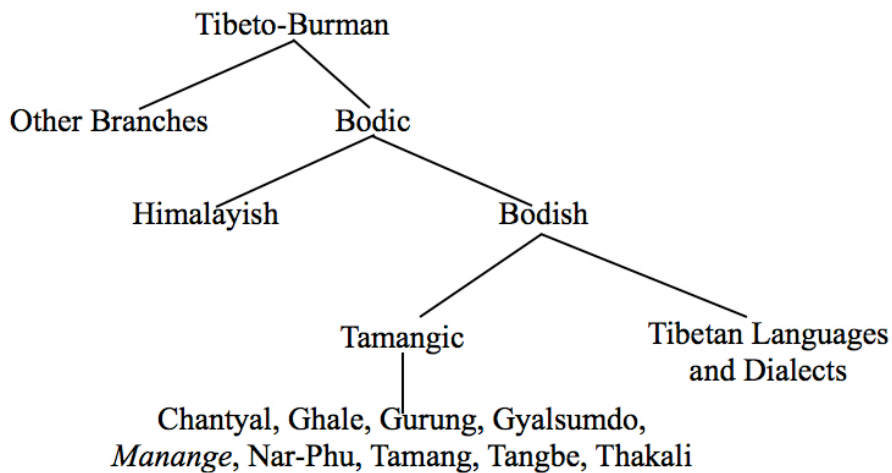 Tibeto-Burman
Other Branches
Bodic
Himalayish
Bodish
Tamangic
Tibetan Languages
and Dialects
Chantyal, Ghale, Gurung, Gyalsumdo,
Manange, Nar-Phu, Tamang, Tangbe, Thakali